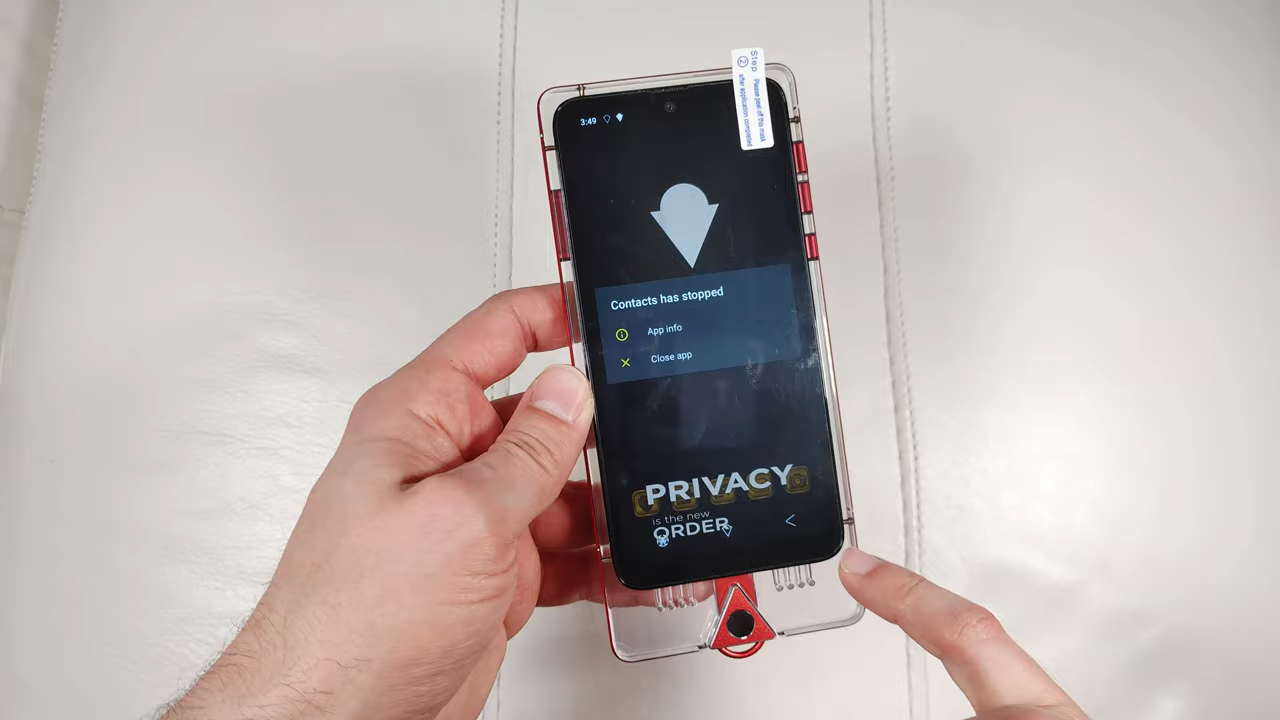 Step
2
Please peel off this mask
after application completed
3:49
Contacts has stopped
App info
Close app
PRIVACY
is the new
ORDER